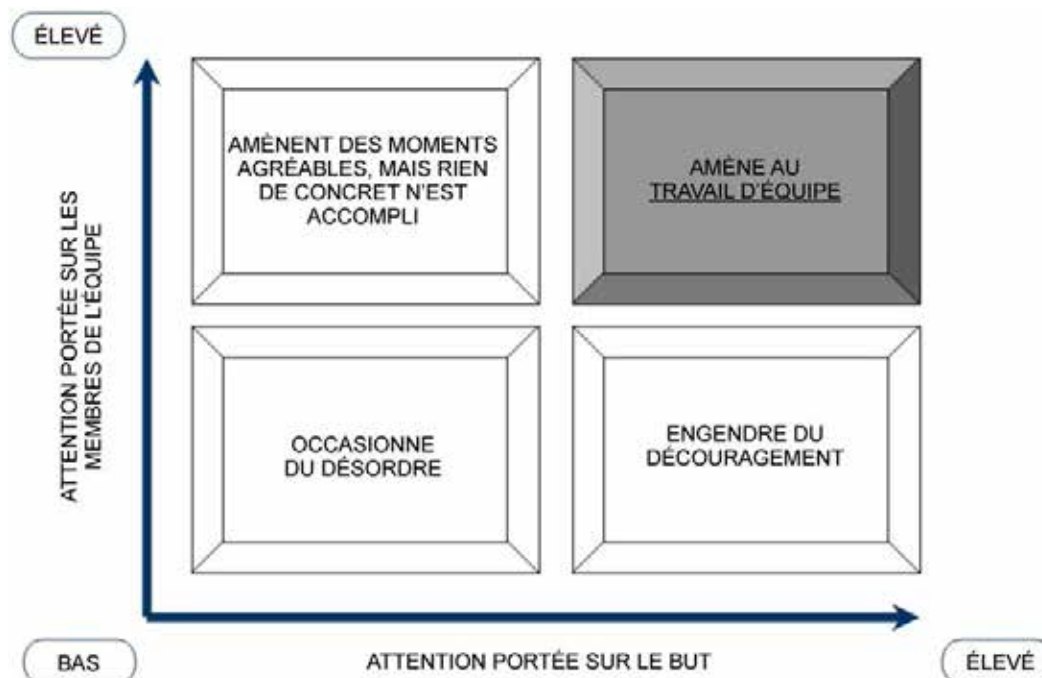 ÉLEVÉ
AMÈNENT DES MOMENTS
AGRÉABLES, MAIS RIEN
DE CONCRET N'EST
ACCOMPLI
AMÈNE AU
TRAVAIL D'ÉQUIPE
ATTENTION PORTÉE SUR LES
MEMBRES DE L'ÉQUIPE
OCCASIONNE
DU DÉSORDRE
ENGENDRE DU
DÉCOURAGEMENT
BAS
ATTENTION PORTÉE SUR LE BUT
ÉLEVÉ